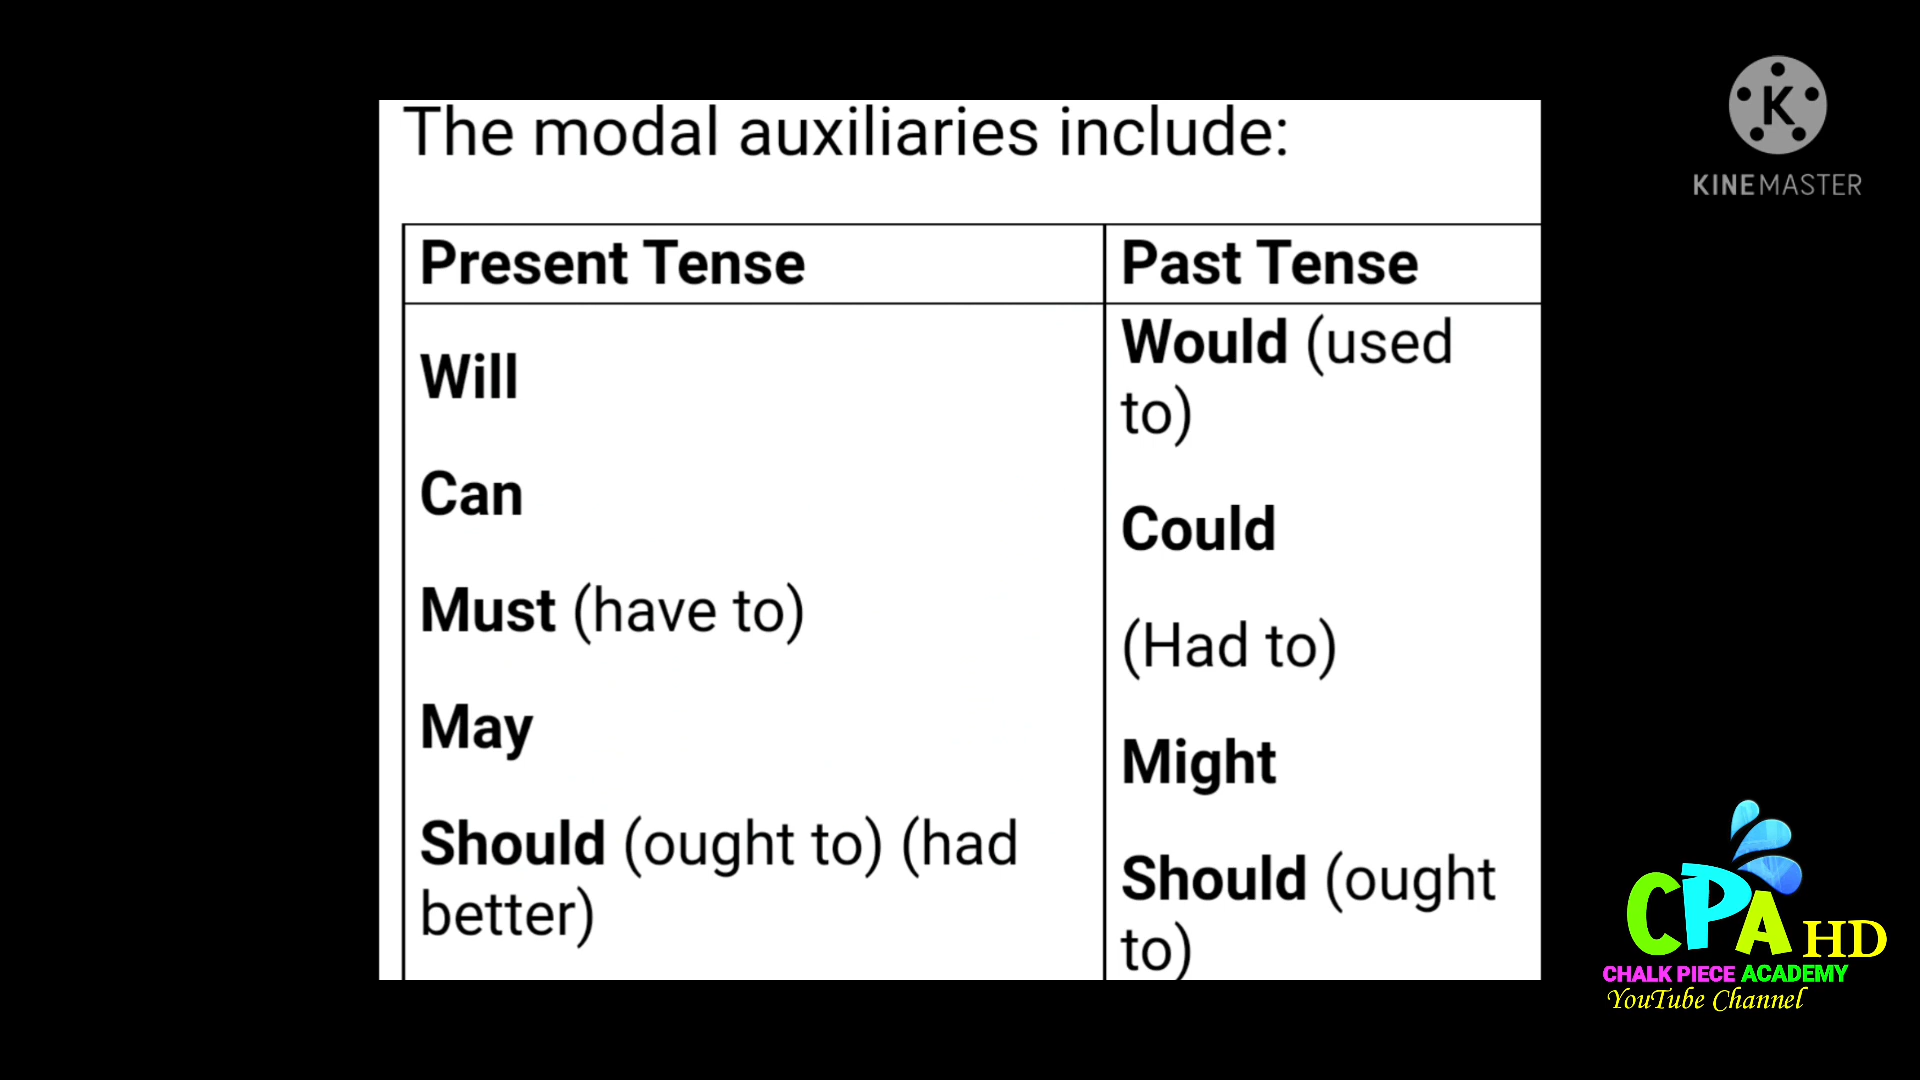 The modal auxiliaries include:
Present Tense
Past Tense
Will
Would (used
to)
Can
Could
Must (have to)
(Had to)
May
Might
Should (ought to) (had
better)
Should (ought
to)
K
KINEMASTER
CPA HD
CHALK PIECE ACADEMY
YouTube Channel